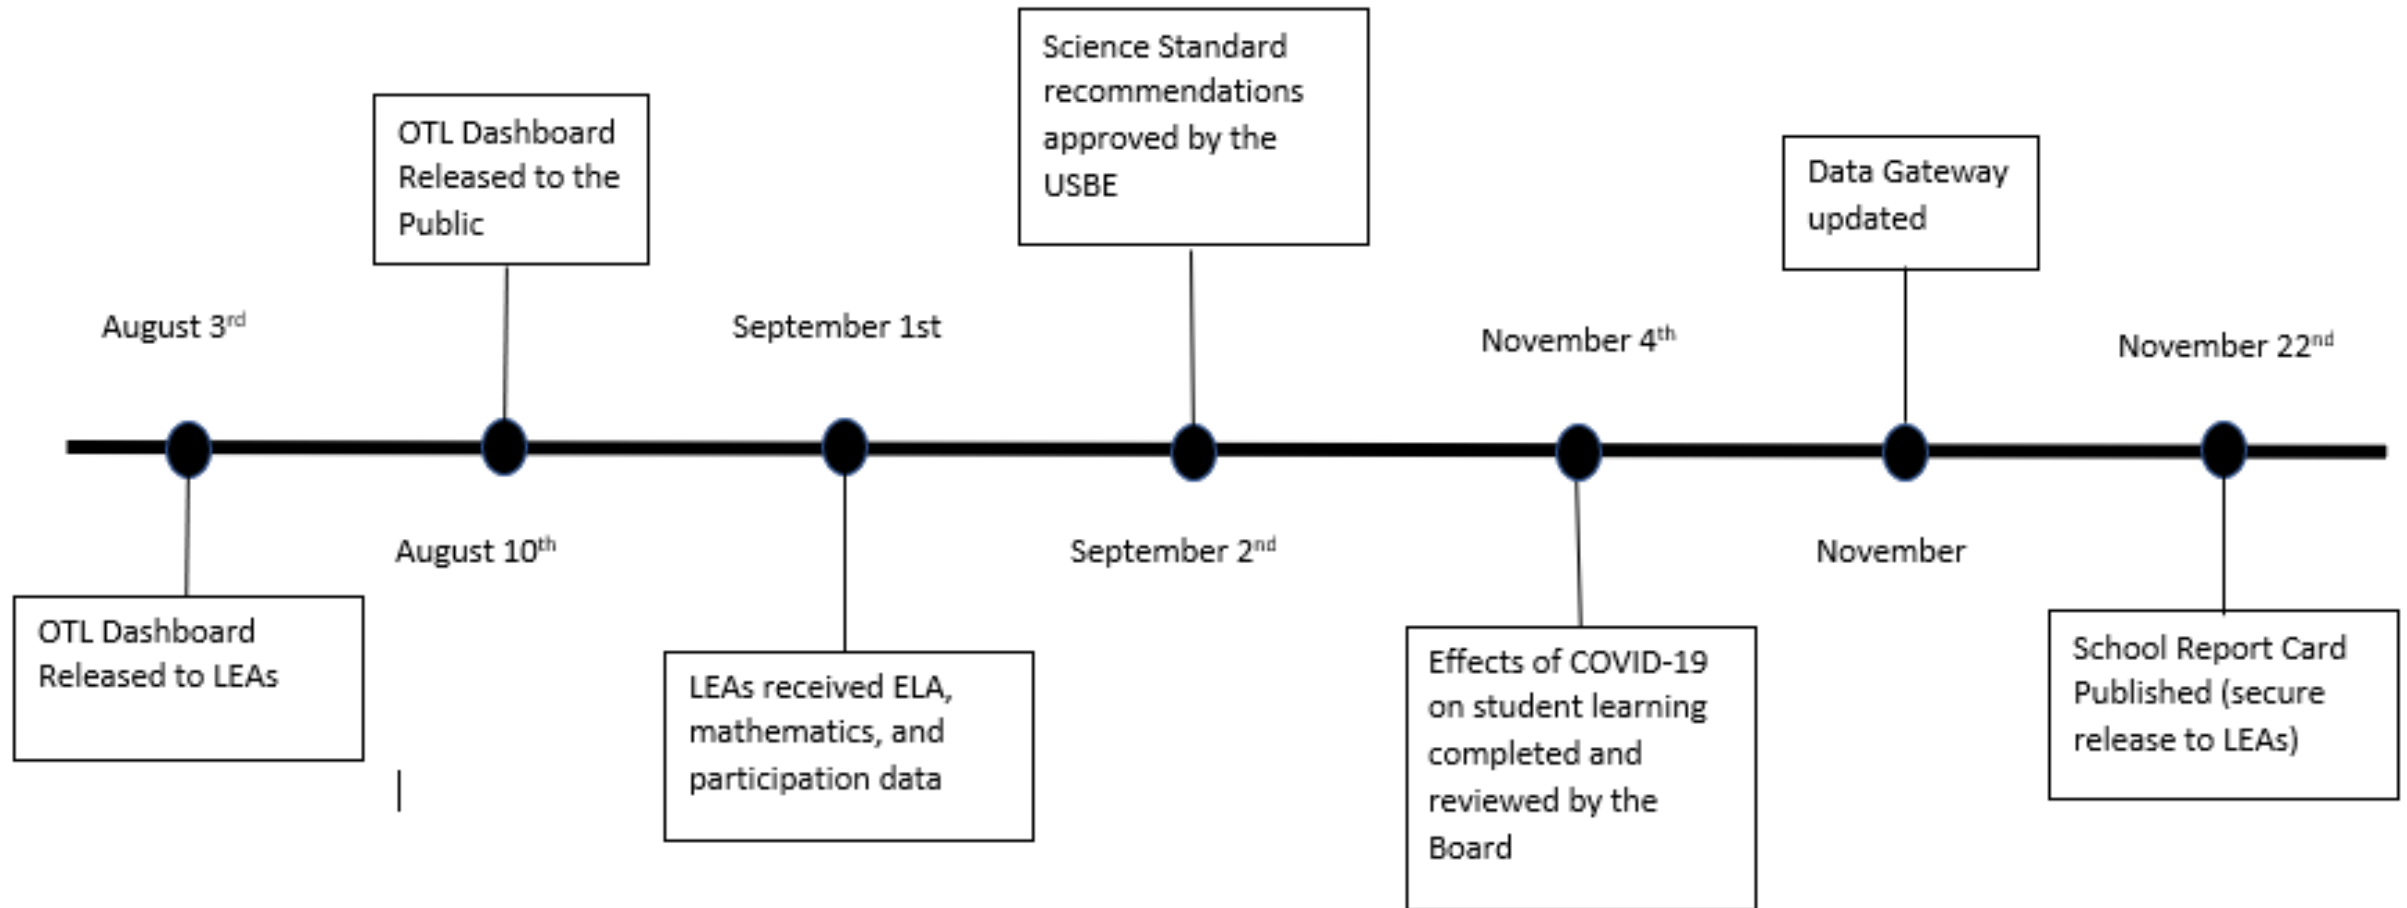 August 3rd
OTL Dashboard
Released to LEAs
OTL Dashboard
Released to the
Public
August 10th
September 1st
LEAs received ELA,
mathematics, and
participation data
Science Standard
recommendations
approved by the
USBE
September 2nd
November 4th
Effects of COVID-19
on student learning
completed and
reviewed by the
Board
Data Gateway
updated
November
November 22nd
School Report Card
Published (secure
release to LEAs)